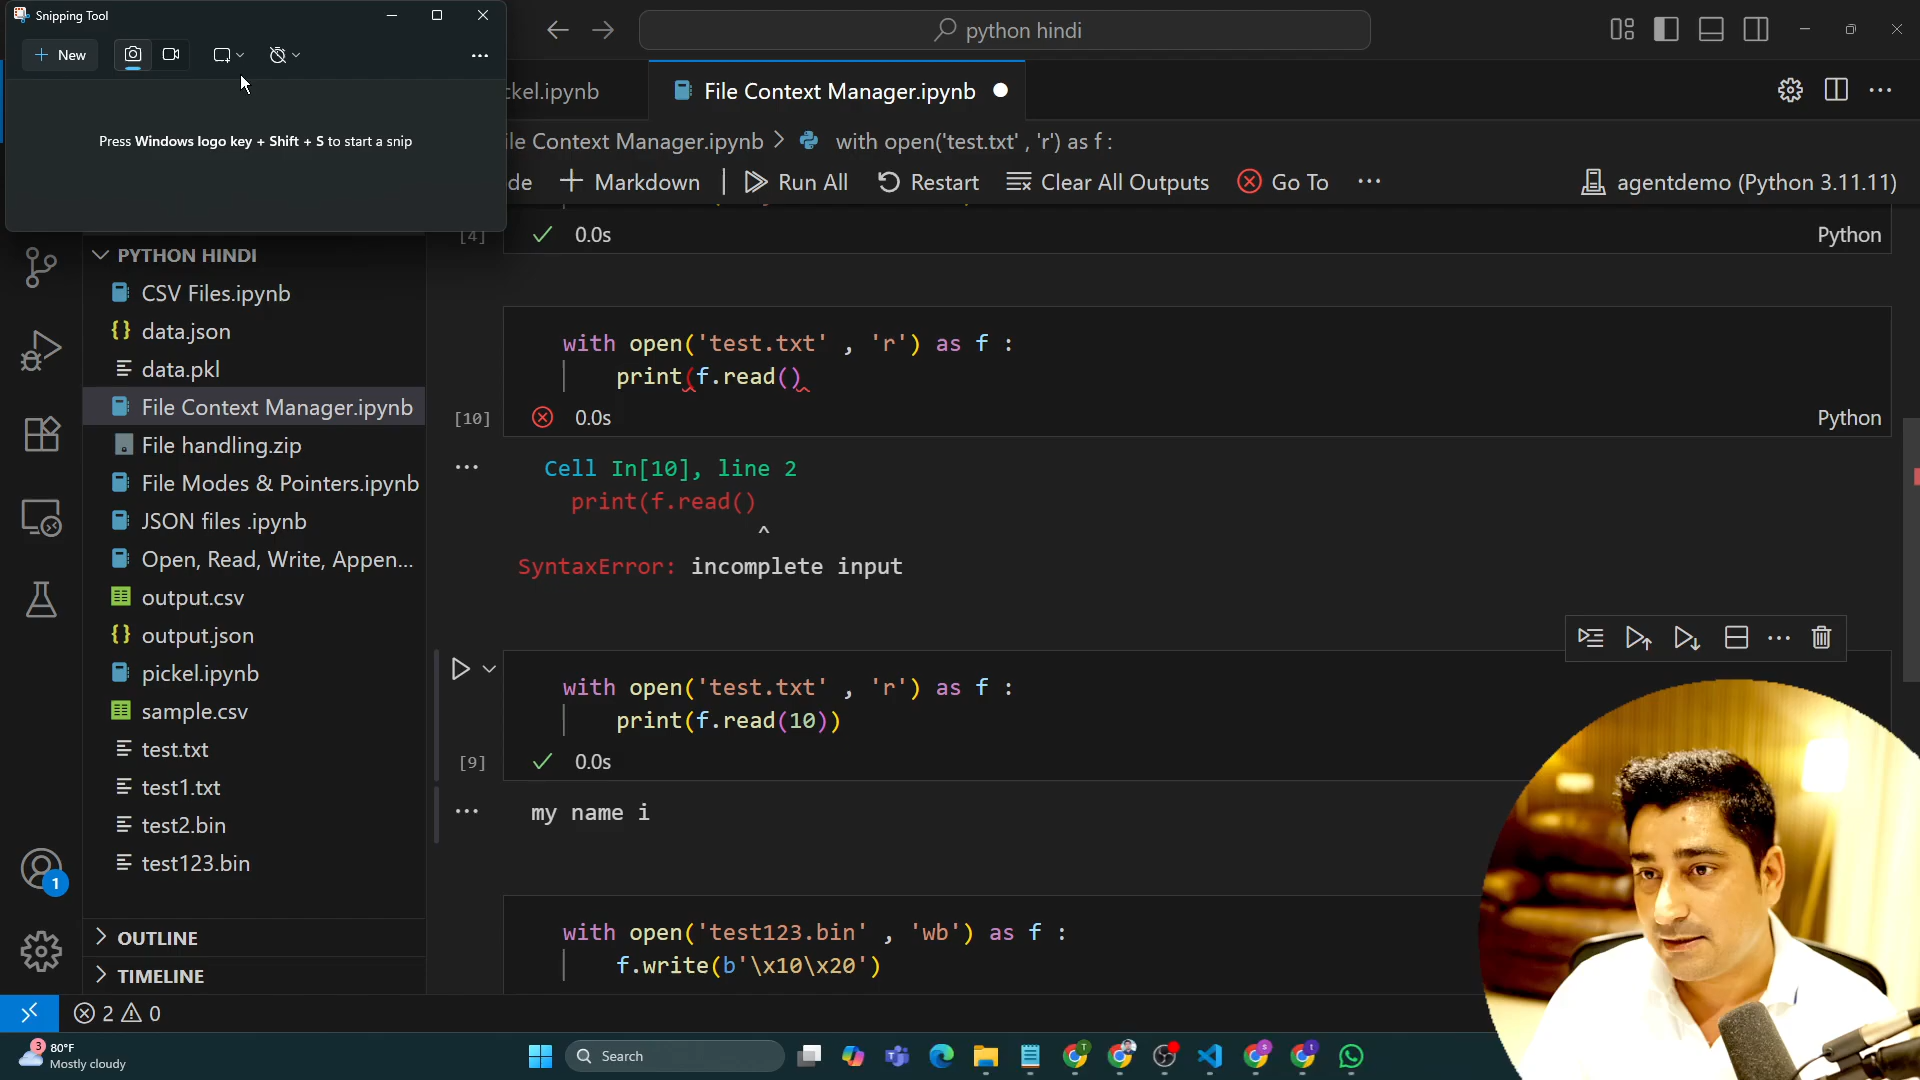 Snipping Tool
New
Press Windows logo key + Shift + S to start a snip
python hindi
ckel.ipynb
File Context Manager.ipynb
ile Context Manager.ipynb > with open('test.txt' , 'r') as f :
de + Markdown | Run All Restart Clear All Outputs Go To ... agentdemo (Python 3.11.11)
[4] 0.0s Python
PYTHON HINDI
CSV Files.ipynb
data.json
data.pkl
File Context Manager.ipynb
File handling.zip
File Modes & Pointers.ipynb
JSON files .ipynb
Open, Read, Write, Appen...
output.csv
output.json
pickel.ipynb
sample.csv
test.txt
test1.txt
test2.bin
test123.bin
OUTLINE
TIMELINE
with open('test.txt' , 'r') as f :
print(f.read()
[10] 0.0s Python
Cell In[10], line 2
print(f.read()
^
SyntaxError: incomplete input
with open('test.txt' , 'r') as f :
print(f.read(10))
[9] 0.0s
my name i
with open('test123.bin' , 'wb') as f :
f.write(b'\x10\x20')
1
2 0
3
80°F
Mostly cloudy
Search